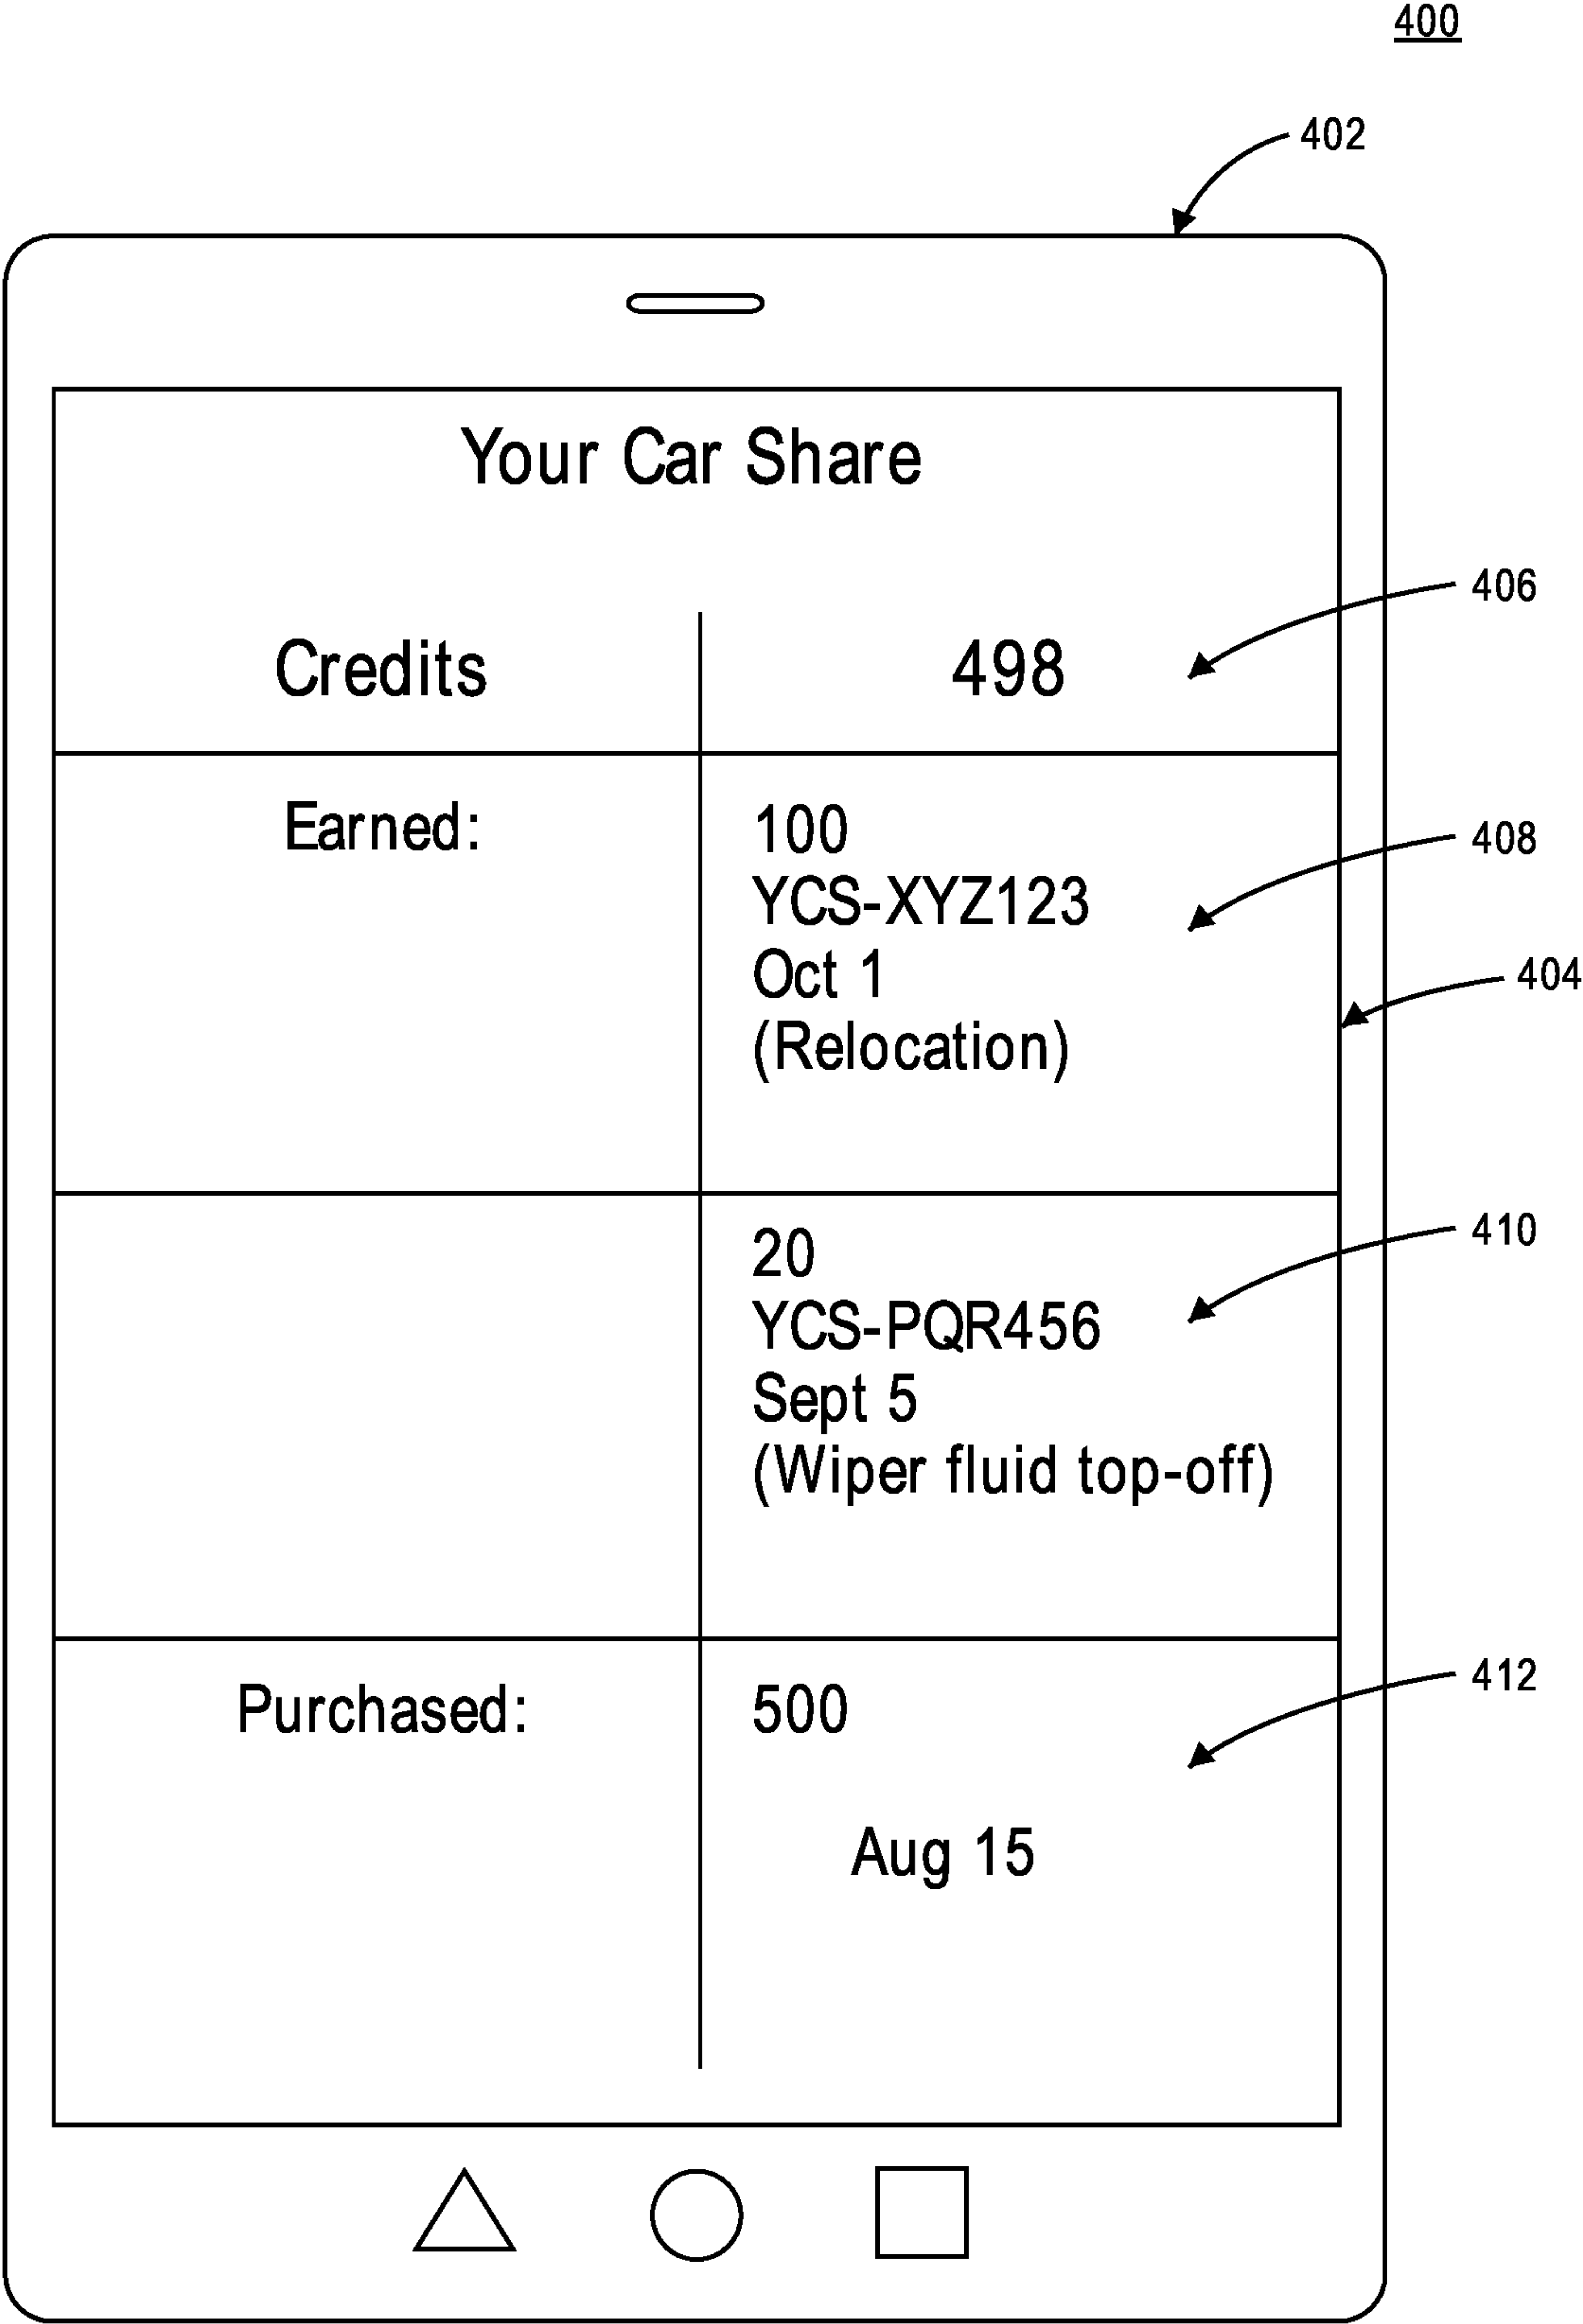 400
402
Your Car Share
406
Credits 498
Earned: 100
408
YCS-XYZ123
Oct 1
404
(Relocation)
410
20
YCS-PQR456
Sept 5
(Wiper fluid top-off)
412
Purchased: 500
Aug 15